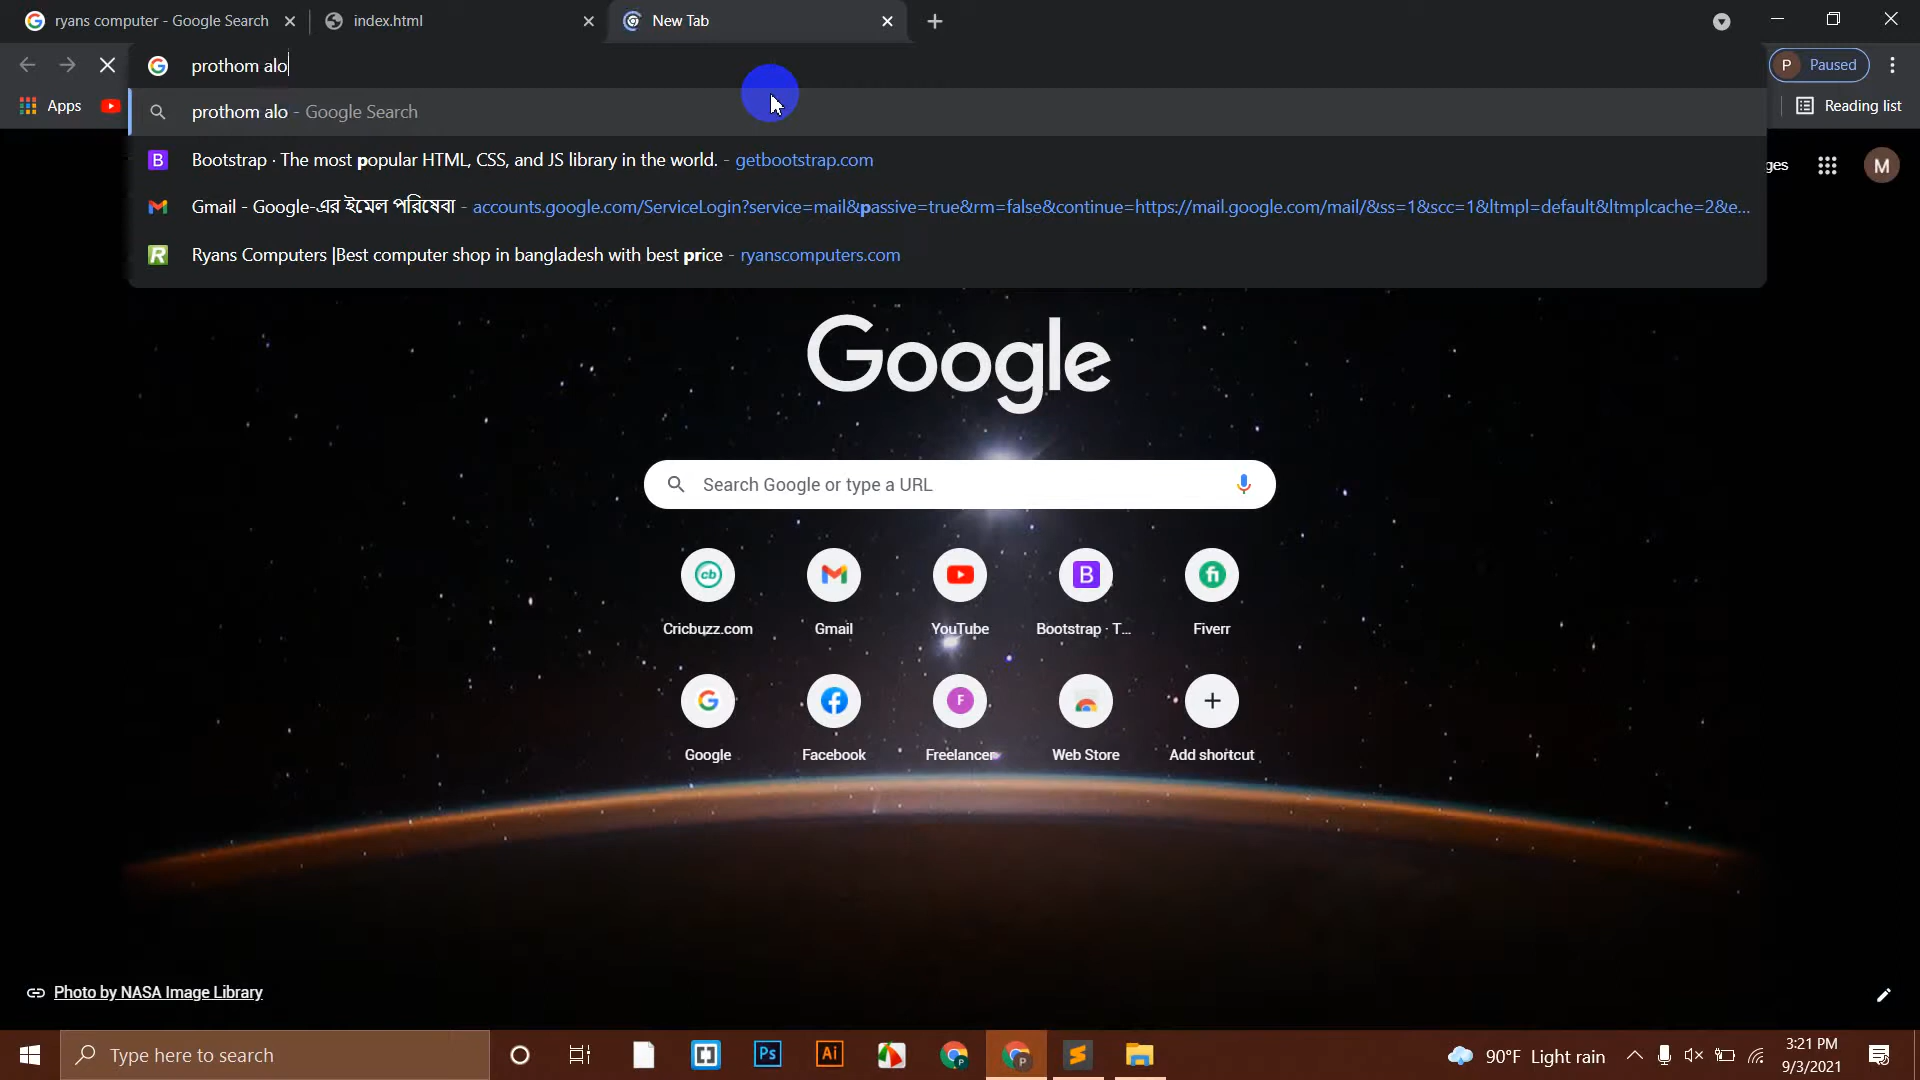 ryans computer - Google Search
index.html
New Tab
prothom alo
Paused
Apps
Reading list
prothom alo - Google Search
Bootstrap · The most popular HTML, CSS, and JS library in the world. - getbootstrap.com
Gmail - Google-এর ইমেল পরিষেবা - accounts.google.com/ServiceLogin?service=mail&passive=true&rm=false&continue=https://mail.google.com/mail/&ss=1&scc=1&ltmpl=default&ltmplcache=2&e...
Ryans Computers |Best computer shop in bangladesh with best price - ryanscomputers.com
ges
M
Google
Search Google or type a URL
Cricbuzz.com
Gmail
YouTube
Bootstrap · T...
Fiverr
Google
Facebook
Freelancer
Web Store
Add shortcut
Photo by NASA Image Library
Type here to search
90°F Light rain
3:21 PM
9/3/2021